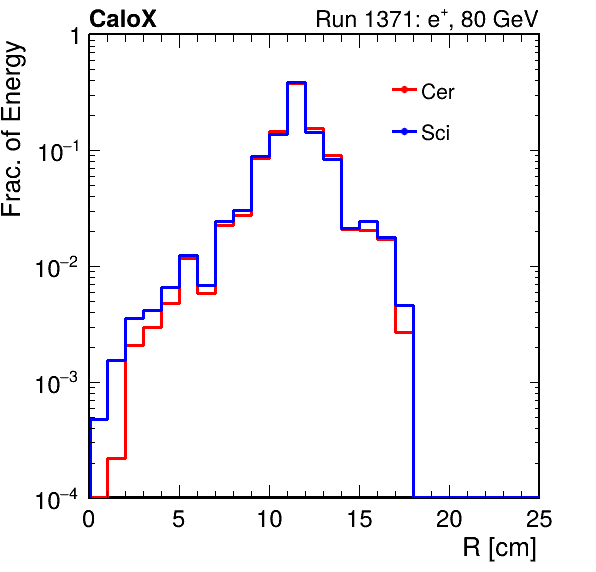 CaloX Run 1371: e⁺, 80 GeV
Frac. of Energy
1
10⁻¹
10⁻²
10⁻³
10⁻⁴
Cer
Sci
0 5 10 15 20 25
R [cm]